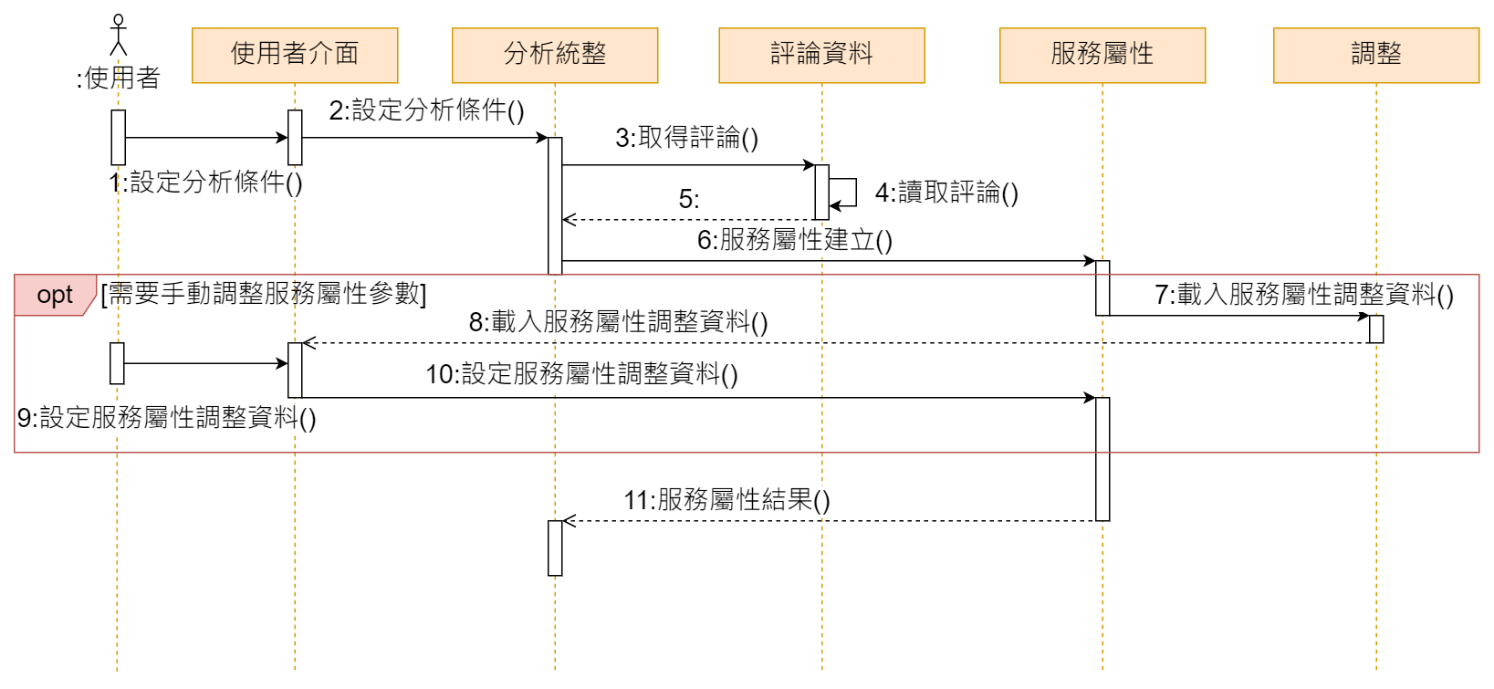 :使用者
使用者介面
分析統整
評論資料
服務屬性
調整
2:設定分析條件()
3:取得評論()
1:設定分析條件()
4:讀取評論()
5:
6:服務屬性建立()
opt
[需要手動調整服務屬性參數]
7:載入服務屬性調整資料()
8:載入服務屬性調整資料()
10:設定服務屬性調整資料()
9:設定服務屬性調整資料()
11:服務屬性結果()